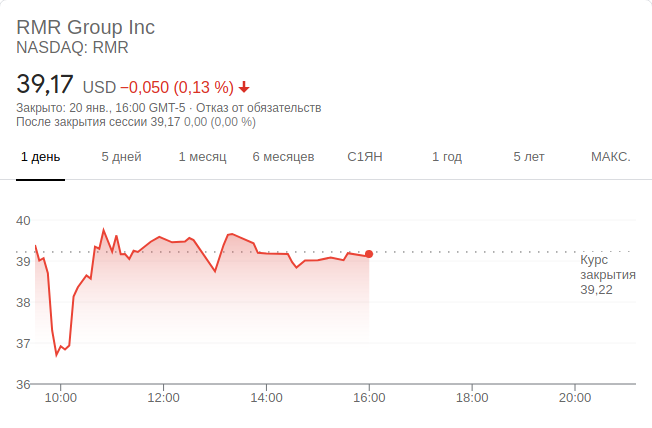 RMR Group Inc
NASDAQ: RMR
39,17 USD −0,050 (0,13 %)
Закрыто: 20 янв., 16:00 GMT-5 · Отказ от обязательств
После закрытия сессии 39,17 0,00 (0,00 %)
1 день 5 дней 1 месяц 6 месяцев С1ЯН 1 год 5 лет МАКС.
40
39
38
37
36
Курс
закрытия
39,22
10:00 12:00 14:00 16:00 18:00 20:00